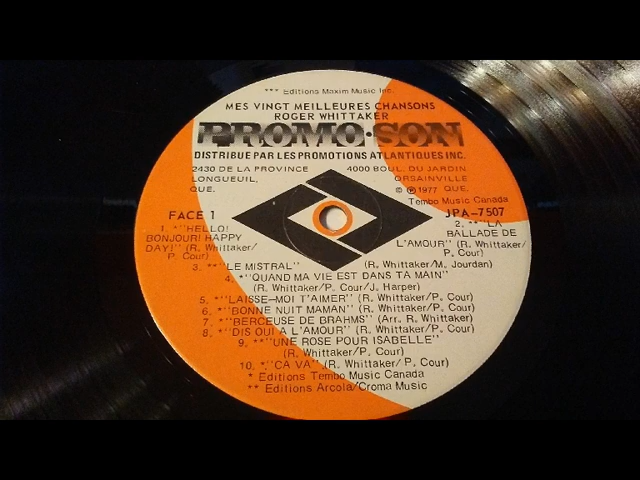 *** Editions Maxim Music Inc.
MES VINGT MEILLEURES CHANSONS
ROGER WHITTAKER
PROMO·SON
DISTRIBUE PAR LES PROMOTIONS ATLANTIQUES INC.
2430 DE LA PROVINCE 4000 BOUL. DU JARDIN
LONGUEUIL, ORSAINVILLE
QUE. © ℗ 1977 QUE.
Tembo Music Canada
FACE 1 JPA-7507
1. *"HELLO! 2. **"LA
BONJOUR! HAPPY BALLADE DE
DAY!" (R. Whittaker/ L'AMOUR" (R. Whittaker/
P. Cour) P. Cour)
3. **"LE MISTRAL" (R. Whittaker/M. Jourdan)
4. *"QUAND MA VIE EST DANS TA MAIN"
(R. Whittaker/P. Cour/J. Harper)
5. *"LAISSE-MOI T'AIMER" (R. Whittaker/P. Cour)
6. *"BONNE NUIT MAMAN" (R. Whittaker/P. Cour)
7. *"BERCEUSE DE BRAHMS" (Arr. R. Whittaker)
8. *"DIS OUI A L'AMOUR" (R. Whittaker/P. Cour)
9. **"UNE ROSE POUR ISABELLE"
(R. Whittaker/P. Cour)
10. *"CA VA" (R. Whittaker/P. Cour)
* Editions Tembo Music Canada
** Editions Arcola/Croma Music